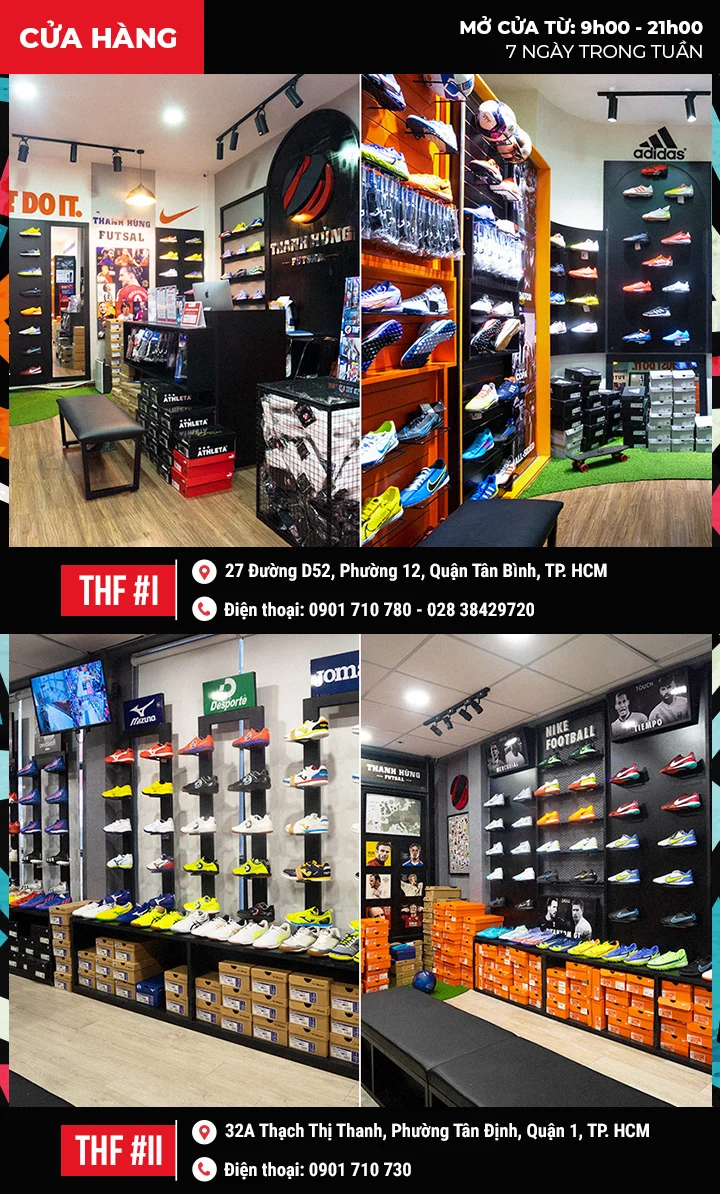 CỬA HÀNG
MỞ CỬA TỪ: 9h00 - 21h00
7 NGÀY TRONG TUẦN
T DO IT.
THANH HÙNG
FUTSAL
THANH HÙNG
FUTSAL
ATHLETA
ATHLETA
ATHLETA
adidas
THF #I
27 Đường D52, Phường 12, Quận Tân Bình, TP. HCM
Điện thoại: 0901 710 780 - 028 38429720
Mizuno
Desporte
Joma
NIKE
FOOTBALL
MERCURIAL
TOUCH
TIEMPO
THANH HÙNG
FUTSAL
THF #II
32A Thạch Thị Thanh, Phường Tân Định, Quận 1, TP. HCM
Điện thoại: 0901 710 730